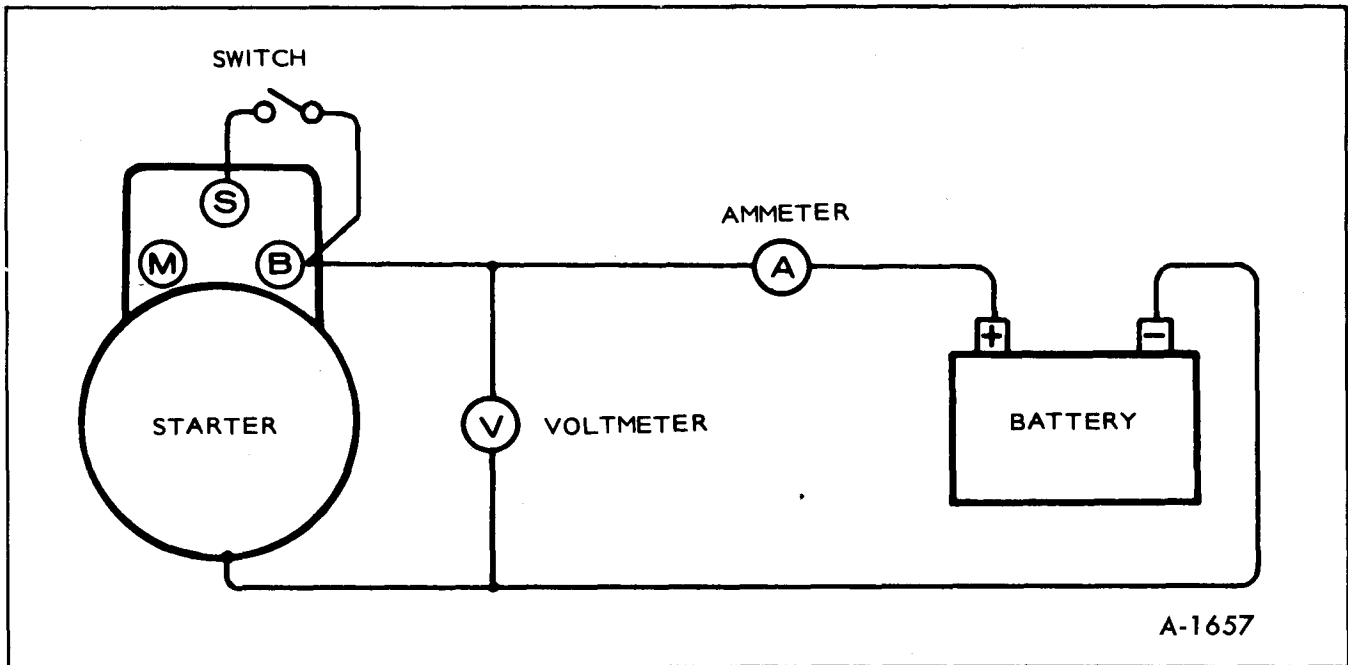 SWITCH
S
AMMETER
M
B
A
+
-
STARTER
V
VOLTMETER
BATTERY
A-1657